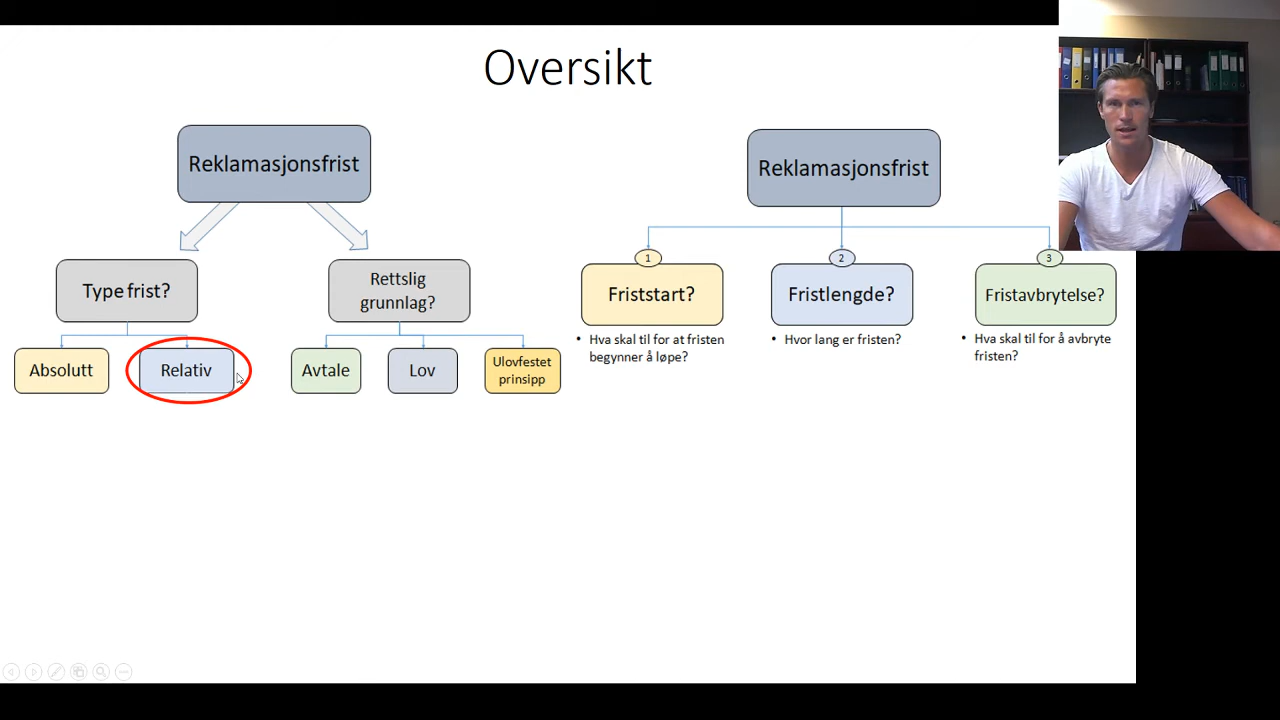 Oversikt
Reklamasjonsfrist
Type frist?
Rettslig
grunnlag?
Absolutt
Relativ
Avtale
Lov
Ulovfestet
prinsipp
Reklamasjonsfrist
1
Friststart?
• Hva skal til for at fristen
begynner å løpe?
2
Fristlengde?
• Hvor lang er fristen?
3
Fristavbrytelse?
• Hva skal til for å avbryte
fristen?